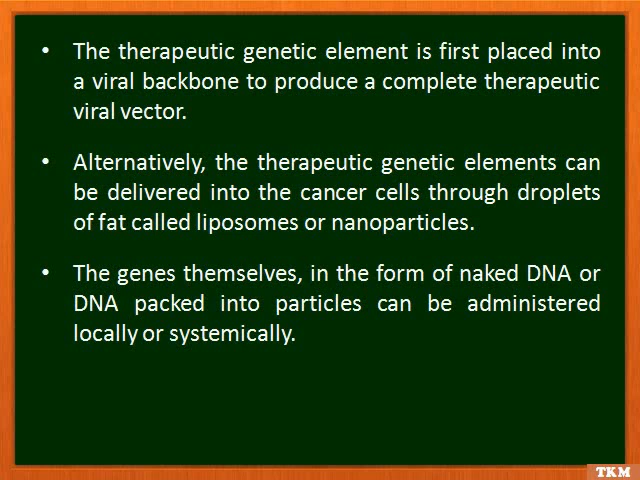 • The therapeutic genetic element is first placed into
a viral backbone to produce a complete therapeutic
viral vector.
• Alternatively, the therapeutic genetic elements can
be delivered into the cancer cells through droplets
of fat called liposomes or nanoparticles.
• The genes themselves, in the form of naked DNA or
DNA packed into particles can be administered
locally or systemically.
TKM